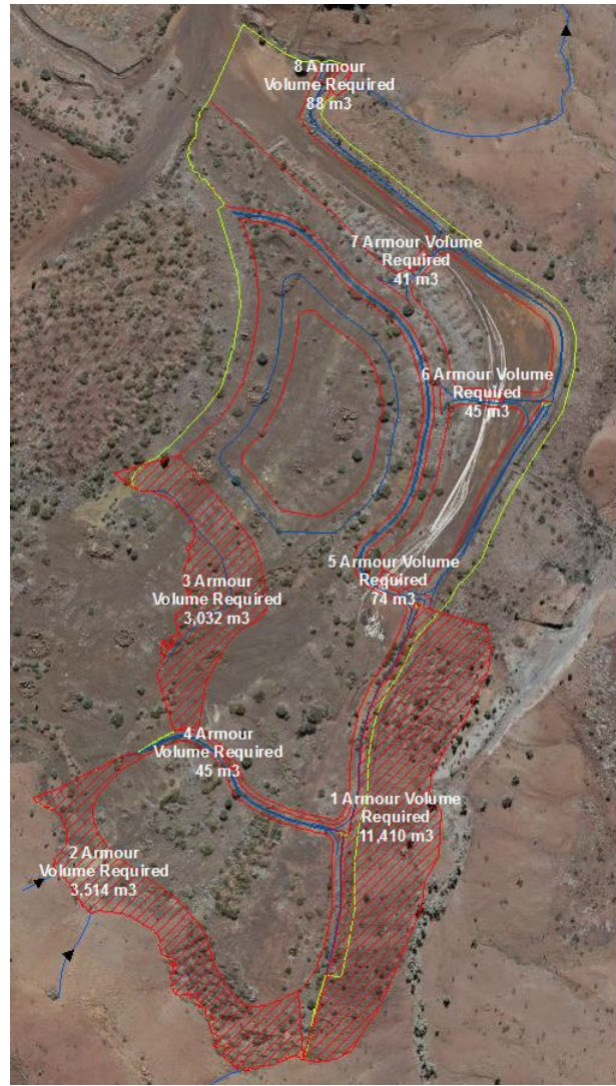 8 Armour
Volume Required
88 m3
7 Armour Volume
Required
41 m3
6 Armour Volume
Required
45 m3
5 Armour Volume
Required
74 m3
3 Armour
Volume Required
3,032 m3
4 Armour
Volume Required
45 m3
1 Armour Volume
Required
11,410 m3
2 Armour
Volume Required
3,514 m3